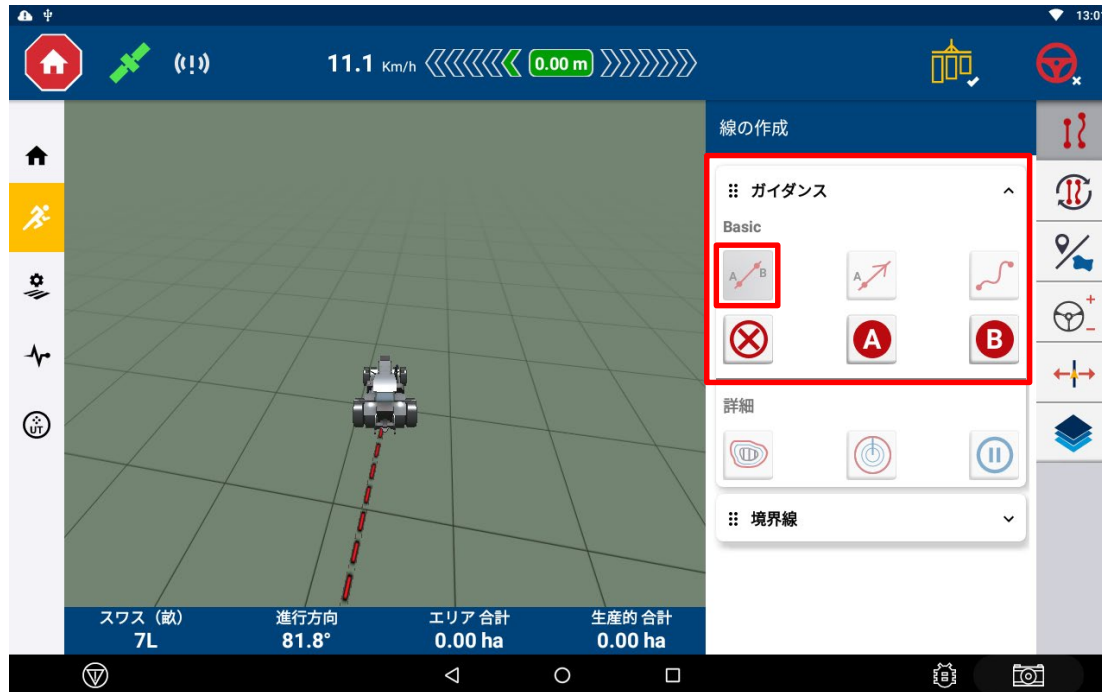 13:0
11.1 Km/h 0.00 m
線の作成
ガイダンス
Basic
A B
A
A
B
詳細
境界線
UT
スワス（畝） 進行方向 エリア 合計 生産的 合計
7L 81.8° 0.00 ha 0.00 ha